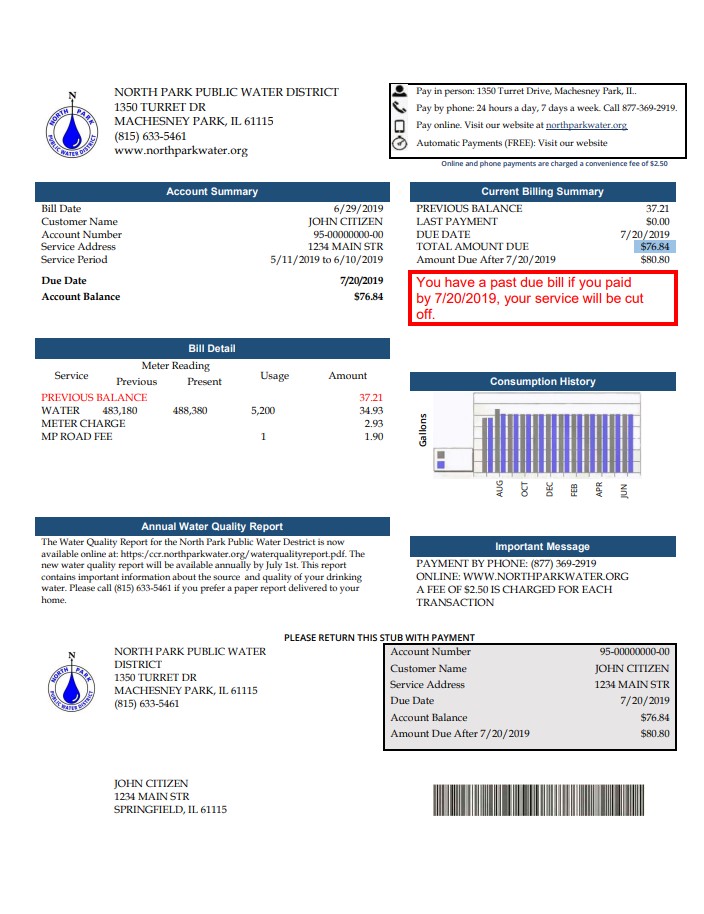 N
NORTH PARK
PUBLIC WATER DISTRICT
NORTH PARK PUBLIC WATER DISTRICT
1350 TURRET DR
MACHESNEY PARK, IL 61115
(815) 633-5461
www.northparkwater.org
Pay in person: 1350 Turret Drive, Machesney Park, IL..
Pay by phone: 24 hours a day, 7 days a week. Call 877-369-2919.
Pay online. Visit our website at northparkwater.org
Automatic Payments (FREE): Visit our website
Online and phone payments are charged a convenience fee of $2.50
Account Summary
Bill Date 6/29/2019
Customer Name JOHN CITIZEN
Account Number 95-00000000-00
Service Address 1234 MAIN STR
Service Period 5/11/2019 to 6/10/2019
Due Date 7/20/2019
Account Balance $76.84
Current Billing Summary
PREVIOUS BALANCE 37.21
LAST PAYMENT $0.00
DUE DATE 7/20/2019
TOTAL AMOUNT DUE $76.84
Amount Due After 7/20/2019 $80.80
You have a past due bill if you paid
by 7/20/2019, your service will be cut
off.
Bill Detail
Meter Reading
Service Previous Present Usage Amount
PREVIOUS BALANCE 37.21
WATER 483,180 488,380 5,200 34.93
METER CHARGE 2.93
MP ROAD FEE 1 1.90
Consumption History
Gallons
AUG OCT DEC FEB APR JUN
Annual Water Quality Report
The Water Quality Report for the North Park Public Water Destrict is now
available online at: https:/ccr.northparkwater.org/waterqualityreport.pdf. The
new water quality report will be available annually by July 1st. This report
contains important information about the source and quality of your drinking
water. Please call (815) 633-5461 if you prefer a paper report delivered to your
home.
Important Message
PAYMENT BY PHONE: (877) 369-2919
ONLINE: WWW.NORTHPARKWATER.ORG
A FEE OF $2.50 IS CHARGED FOR EACH
TRANSACTION
PLEASE RETURN THIS STUB WITH PAYMENT
N
NORTH PARK
PUBLIC WATER DISTRICT
NORTH PARK PUBLIC WATER
DISTRICT
1350 TURRET DR
MACHESNEY PARK, IL 61115
(815) 633-5461
Account Number 95-00000000-00
Customer Name JOHN CITIZEN
Service Address 1234 MAIN STR
Due Date 7/20/2019
Account Balance $76.84
Amount Due After 7/20/2019 $80.80
JOHN CITIZEN
1234 MAIN STR
SPRINGFIELD, IL 61115